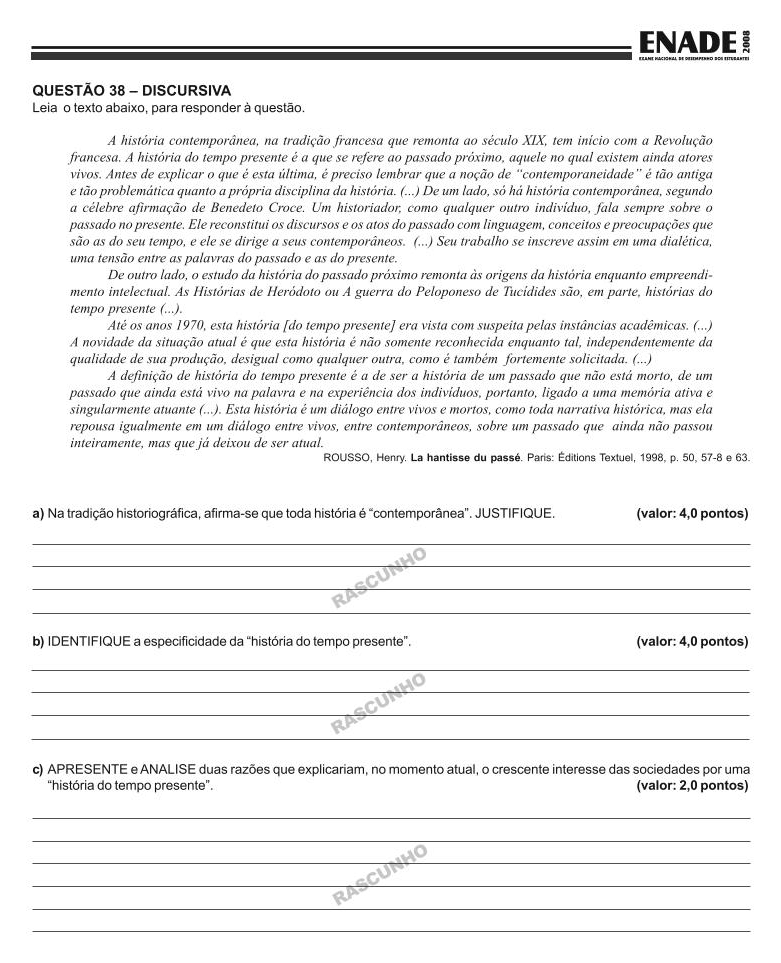 ENADE 2008
EXAME NACIONAL DE DESEMPENHO DOS ESTUDANTES
QUESTÃO 38 – DISCURSIVA
Leia o texto abaixo, para responder à questão.
A história contemporânea, na tradição francesa que remonta ao século XIX, tem início com a Revolução
francesa. A história do tempo presente é a que se refere ao passado próximo, aquele no qual existem ainda atores
vivos. Antes de explicar o que é esta última, é preciso lembrar que a noção de “contemporaneidade” é tão antiga
e tão problemática quanto a própria disciplina da história. (...) De um lado, só há história contemporânea, segundo
a célebre afirmação de Benedeto Croce. Um historiador, como qualquer outro indivíduo, fala sempre sobre o
passado no presente. Ele reconstitui os discursos e os atos do passado com linguagem, conceitos e preocupações que
são as do seu tempo, e ele se dirige a seus contemporâneos. (...) Seu trabalho se inscreve assim em uma dialética,
uma tensão entre as palavras do passado e as do presente.
De outro lado, o estudo da história do passado próximo remonta às origens da história enquanto empreendi-
mento intelectual. As Histórias de Heródoto ou A guerra do Peloponeso de Tucídides são, em parte, histórias do
tempo presente (...).
Até os anos 1970, esta história [do tempo presente] era vista com suspeita pelas instâncias acadêmicas. (...)
A novidade da situação atual é que esta história é não somente reconhecida enquanto tal, independentemente da
qualidade de sua produção, desigual como qualquer outra, como é também fortemente solicitada. (...)
A definição de história do tempo presente é a de ser a história de um passado que não está morto, de um
passado que ainda está vivo na palavra e na experiência dos indivíduos, portanto, ligado a uma memória ativa e
singularmente atuante (...). Esta história é um diálogo entre vivos e mortos, como toda narrativa histórica, mas ela
repousa igualmente em um diálogo entre vivos, entre contemporâneos, sobre um passado que ainda não passou
inteiramente, mas que já deixou de ser atual.
ROUSSO, Henry. La hantisse du passé. Paris: Éditions Textuel, 1998, p. 50, 57-8 e 63.
a) Na tradição historiográfica, afirma-se que toda história é “contemporânea”. JUSTIFIQUE. (valor: 4,0 pontos)
RASCUNHO
b) IDENTIFIQUE a especificidade da “história do tempo presente”. (valor: 4,0 pontos)
RASCUNHO
c) APRESENTE e ANALISE duas razões que explicariam, no momento atual, o crescente interesse das sociedades por uma
“história do tempo presente”. (valor: 2,0 pontos)
RASCUNHO